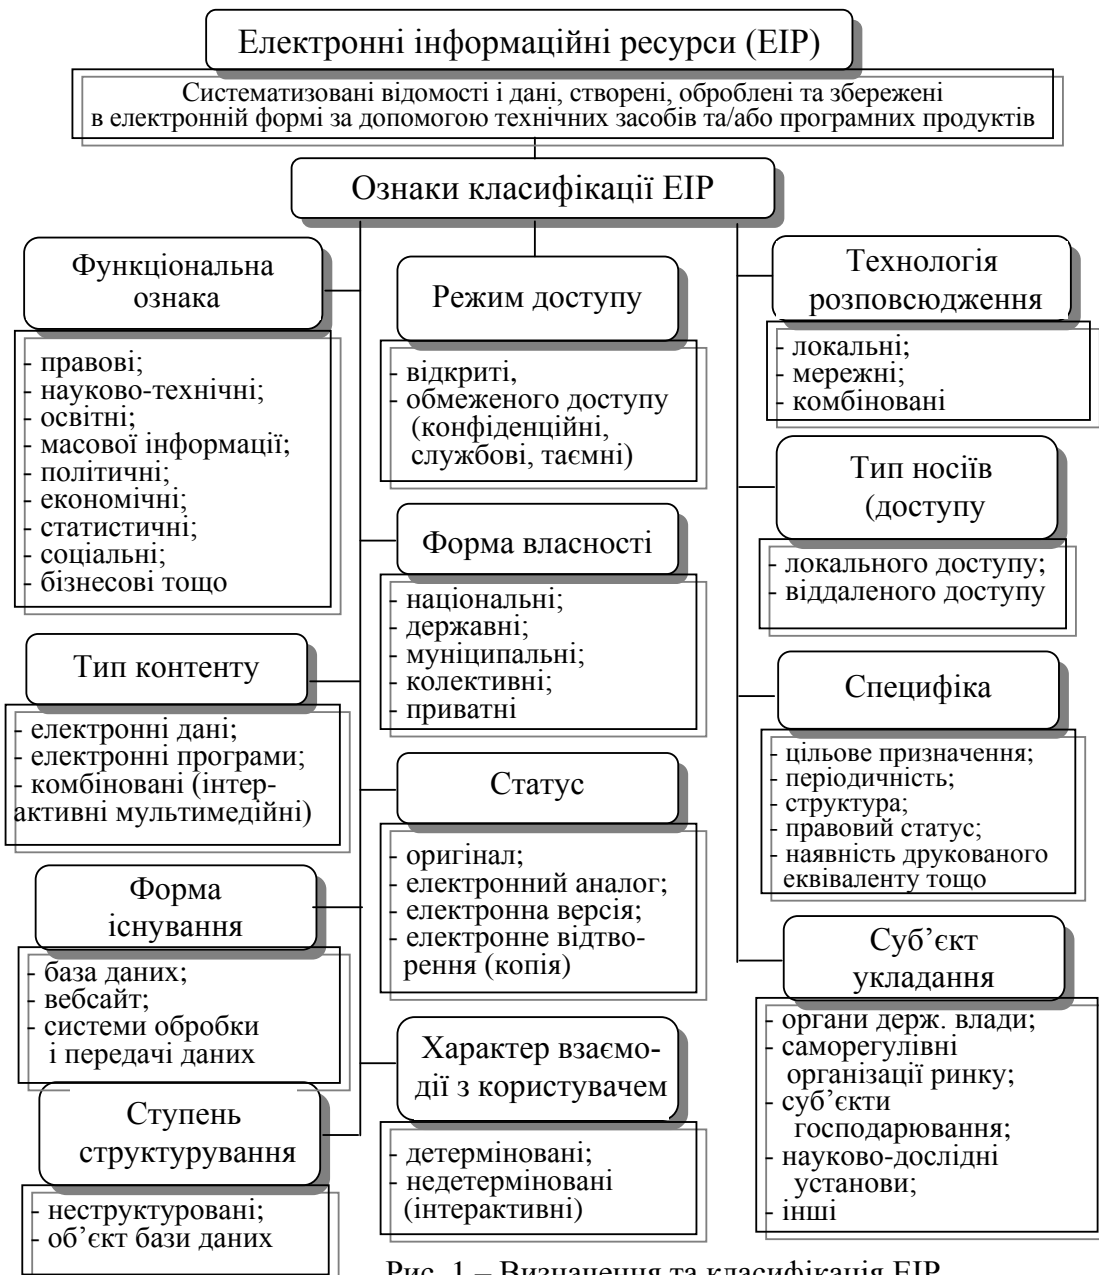 Електронні інформаційні ресурси (ЕІР)
Систематизовані відомості і дані, створені, оброблені та збережені
в електронній формі за допомогою технічних засобів та/або програмних продуктів
Ознаки класифікації ЕІР
Функціональна
ознака
- правові;
- науково-технічні;
- освітні;
- масової інформації;
- політичні;
- економічні;
- статистичні;
- соціальні;
- бізнесові тощо
Тип контенту
- електронні дані;
- електронні програми;
- комбіновані (інтер-
активні мультимедійні)
Форма
існування
- база даних;
- вебсайт;
- системи обробки
і передачі даних
Ступень
структурування
- неструктуровані;
- об’єкт бази даних
Режим доступу
- відкриті,
- обмеженого доступу
(конфіденційні,
службові, таємні)
Форма власності
- національні;
- державні;
- муніципальні;
- колективні;
- приватні
Статус
- оригінал;
- електронний аналог;
- електронна версія;
- електронне відтво-
рення (копія)
Характер взаємо-
дії з користувачем
- детерміновані;
- недетерміновані
(інтерактивні)
Технологія
розповсюдження
- локальні;
- мережні;
- комбіновані
Тип носіїв
(доступу
- локального доступу;
- віддаленого доступу
Специфіка
- цільове призначення;
- періодичність;
- структура;
- правовий статус;
- наявність друкованого
еквіваленту тощо
Суб’єкт
укладання
- органи держ. влади;
- саморегулівні
організації ринку;
- суб’єкти
господарювання;
- науково-дослідні
установи;
- інші
Рис. 1 – Визначення та класифікація ЕІР